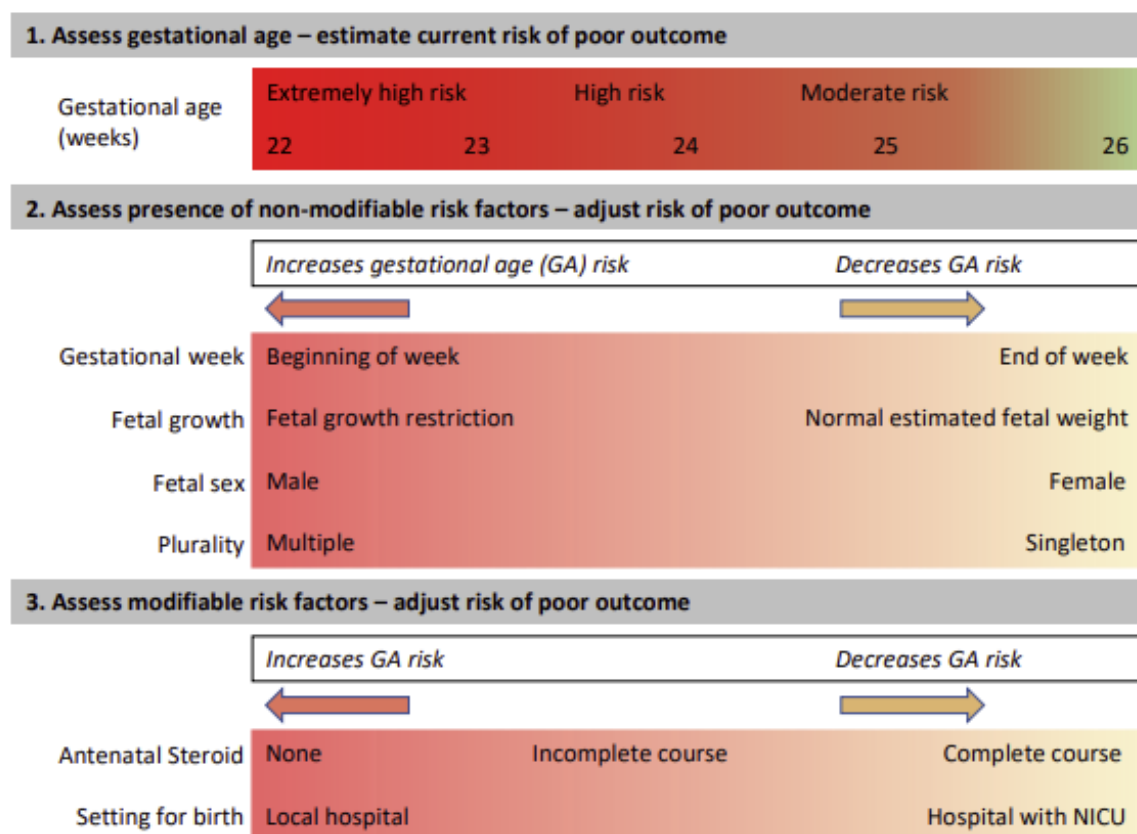 1. Assess gestational age – estimate current risk of poor outcome
Gestational age
(weeks)
Extremely high risk High risk Moderate risk
22 23 24 25 26
2. Assess presence of non-modifiable risk factors – adjust risk of poor outcome
Increases gestational age (GA) risk Decreases GA risk
Gestational week Beginning of week End of week
Fetal growth Fetal growth restriction Normal estimated fetal weight
Fetal sex Male Female
Plurality Multiple Singleton
3. Assess modifiable risk factors – adjust risk of poor outcome
Increases GA risk Decreases GA risk
Antenatal Steroid None Incomplete course Complete course
Setting for birth Local hospital Hospital with NICU